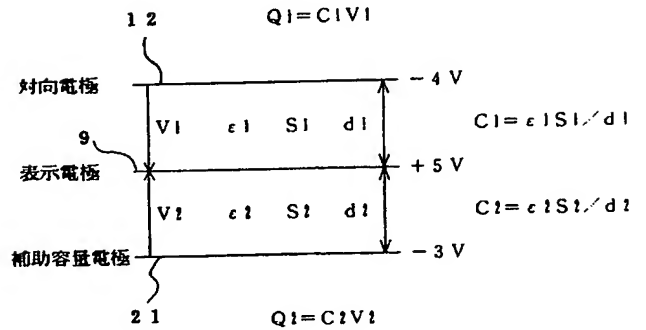 12
Q1=C1V1
対向電極
-4V
V1 ε1 S1 d1
C1=ε1S1/d1
9
表示電極
+5V
V2 ε2 S2 d2
C2=ε2S2/d2
補助容量電極
-3V
21
Q2=C2V2